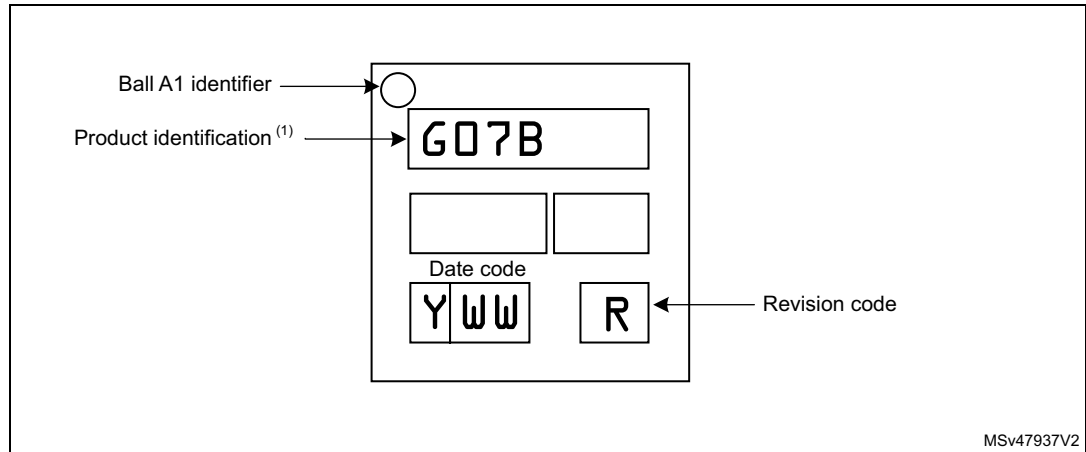 Ball A1 identifier
Product identification (1)
G07B
Date code
Y WW
R
Revision code
MSv47937V2